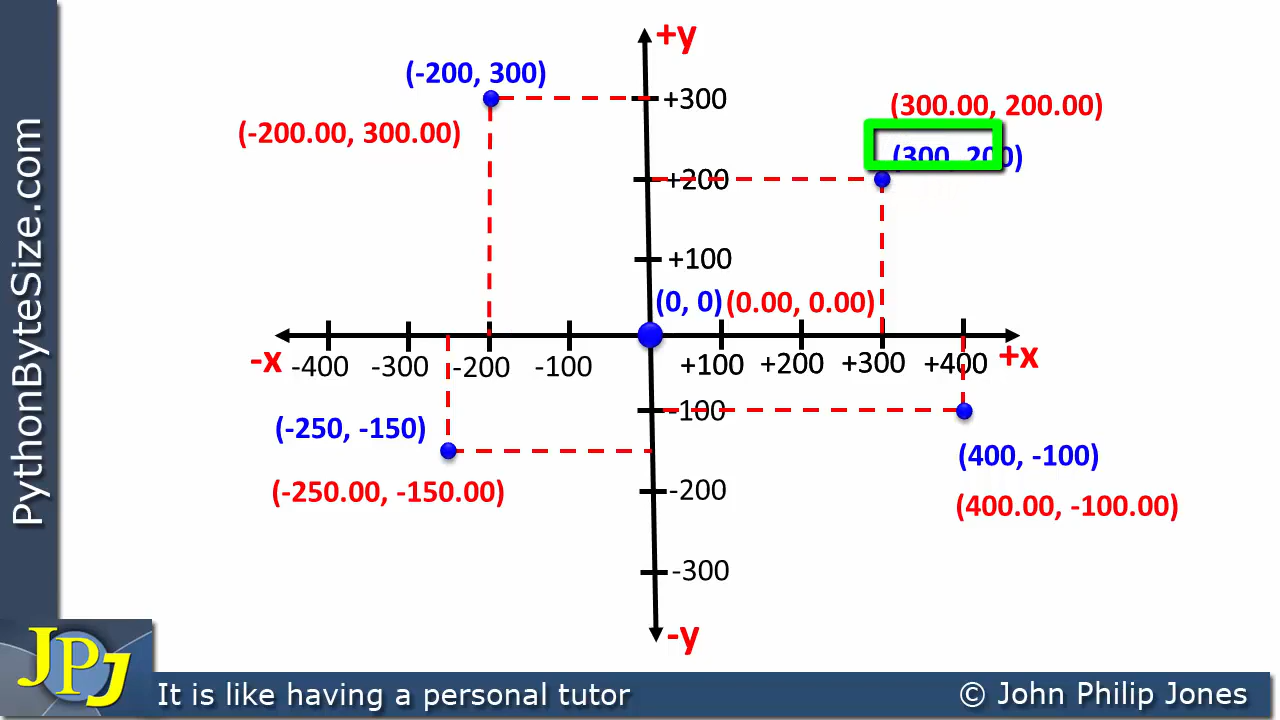 +y
(-200, 300)
+300
(300.00, 200.00)
(-200.00, 300.00)
(300, 200)
+200
+100
(0, 0) (0.00, 0.00)
-x
-400 -300 -200 -100
+100 +200 +300 +400
+x
-100
(-250, -150)
(400, -100)
(-250.00, -150.00)
-200
(400.00, -100.00)
-300
-y
PythonByteSize.com
JPJ
It is like having a personal tutor
© John Philip Jones